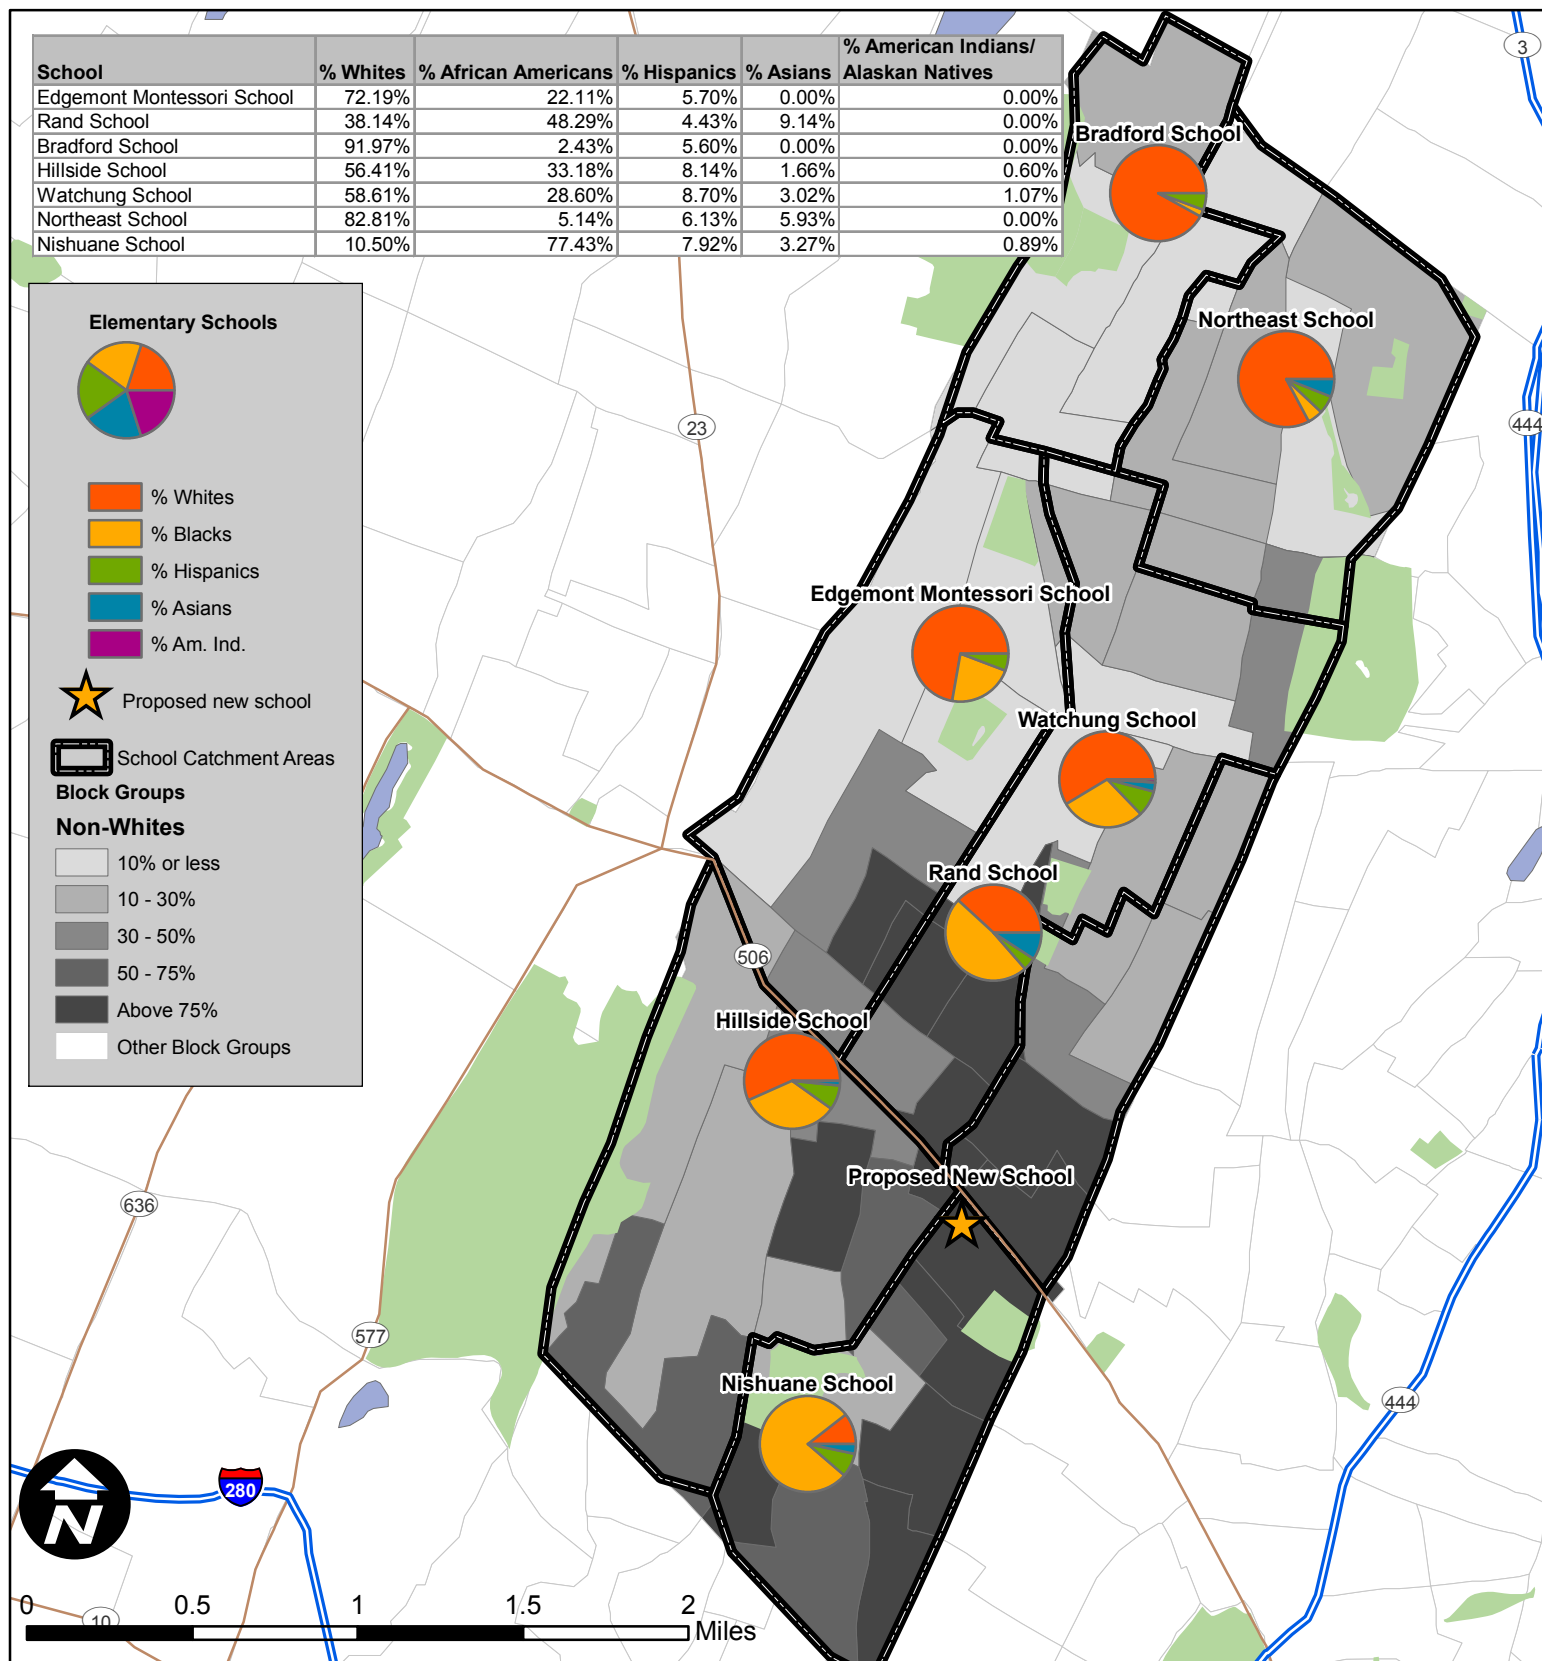 School % Whites % African Americans % Hispanics % Asians % American Indians/ Alaskan Natives
Edgemont Montessori School 72.19% 22.11% 5.70% 0.00% 0.00%
Rand School 38.14% 48.29% 4.43% 9.14% 0.00%
Bradford School 91.97% 2.43% 5.60% 0.00% 0.00%
Hillside School 56.41% 33.18% 8.14% 1.66% 0.60%
Watchung School 58.61% 28.60% 8.70% 3.02% 1.07%
Northeast School 82.81% 5.14% 6.13% 5.93% 0.00%
Nishuane School 10.50% 77.43% 7.92% 3.27% 0.89%
3
Bradford School
Northeast School
Elementary Schools
23
444
% Whites
% Blacks
% Hispanics
% Asians
% Am. Ind.
Proposed new school
School Catchment Areas
Block Groups
Non-Whites
10% or less
10 - 30%
30 - 50%
50 - 75%
Above 75%
Other Block Groups
Edgemont Montessori School
Watchung School
Rand School
506
Hillside School
Proposed New School
636
577
Nishuane School
444
280
N
0 0.5 1 1.5 2
Miles
10